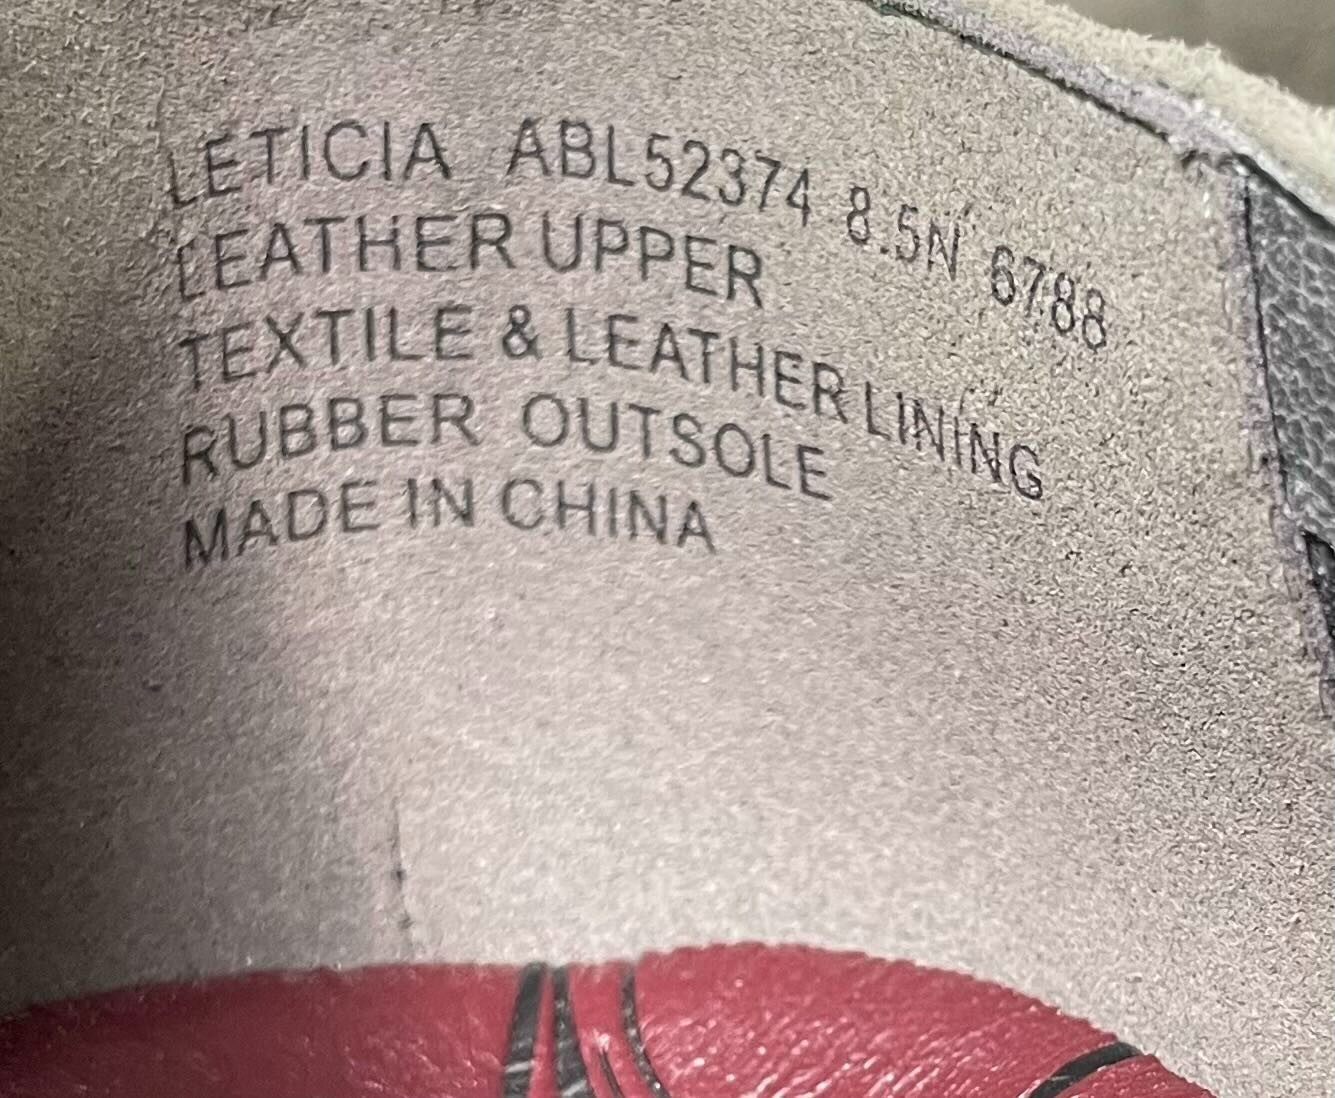 LETICIA ABL52374 8.5N 6788
LEATHER UPPER
TEXTILE & LEATHER LINING
RUBBER OUTSOLE
MADE IN CHINA